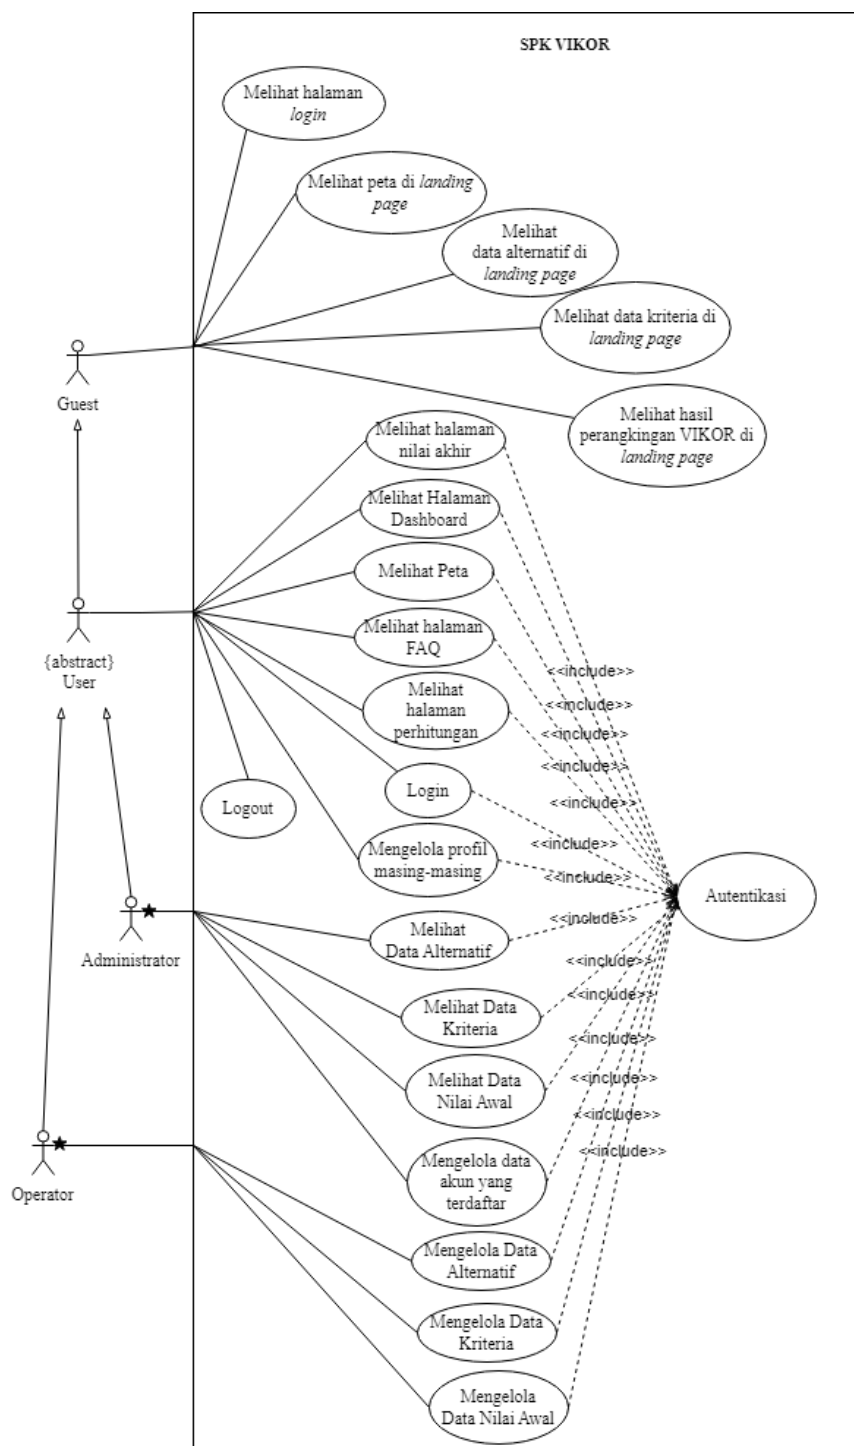 SPK VIKOR
Melihat halaman
login
Melihat peta di landing
page
Melihat
data alternatif di
landing page
Melihat data kriteria di
landing page
Guest
Melihat hasil
perangkingan VIKOR di
landing page
Melihat halaman
nilai akhir
Melihat Halaman
Dashboard
Melihat Peta
Melihat halaman
FAQ
{abstract}
User
Melihat
halaman
perhitungan
<<include>>
<<include>>
<<include>>
<<include>>
<<include>>
Login
Logout
Mengelola profil
masing-masing
<<include>>
<<include>>
Autentikasi
<<include>>
Melihat
Data Alternatif
Administrator
<<include>>
<<include>>
Melihat Data
Kriteria
<<include>>
<<include>>
Melihat Data
Nilai Awal
<<include>>
<<include>>
Mengelola data
akun yang
terdaftar
Operator
Mengelola Data
Alternatif
Mengelola Data
Kriteria
Mengelola
Data Nilai Awal